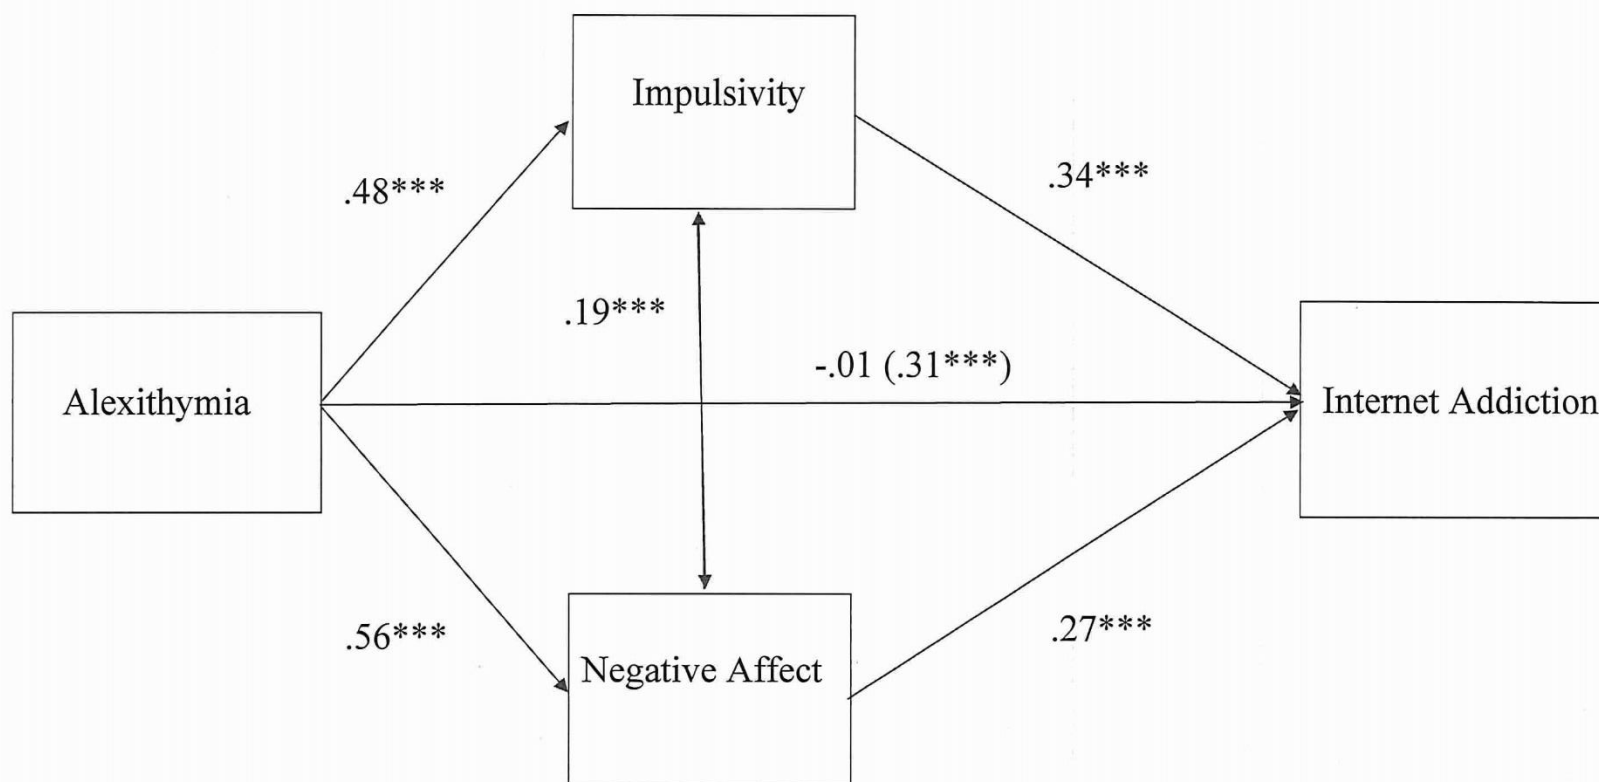 Impulsivity
.48***
.34***
.19***
-.01 (.31***)
Alexithymia
Internet Addiction
.56***
.27***
Negative Affect